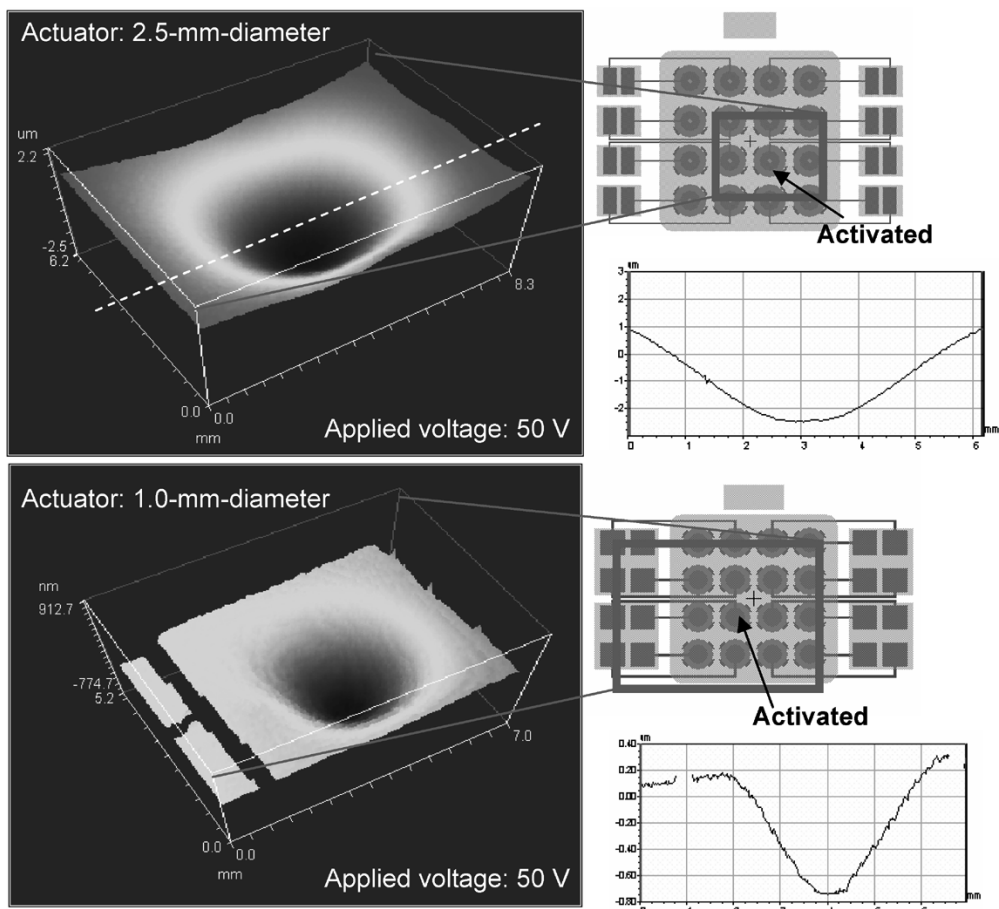 Actuator: 2.5-mm-diameter
um
2.2
-2.5
6.2
8.3
0.0
0.0
mm
Applied voltage: 50 V
Activated
um
3
2
1
0
-1
-2
0 1 2 3 4 5 6
mm
Actuator: 1.0-mm-diameter
nm
912.7
-774.7
5.2
7.0
0.0
0.0
mm
Applied voltage: 50 V
Activated
um
0.40
0.20
0.00
-0.20
-0.40
-0.60
-0.80
mm